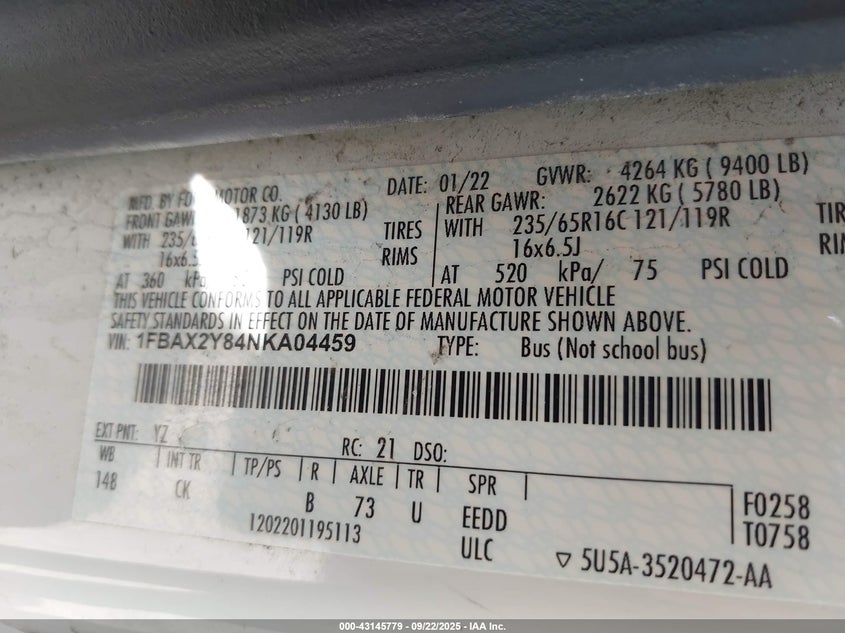 MFD. BY MOTOR CO.
DATE: 01/22 GVWR: 4264 KG ( 9400 LB)
FRONT GAWR 1873 KG ( 4130 LB)
REAR GAWR: 2622 KG ( 5780 LB)
WITH TIRES 121/119R
WITH 235/65R16C 121/119R
16x6.5 RIMS
16x6.5J
AT 360 kPa PSI COLD
AT 520 kPa/ 75 PSI COLD
THIS VEHICLE CONFORMS TO ALL APPLICABLE FEDERAL MOTOR VEHICLE
SAFETY STANDARDS IN EFFECT ON THE DATE OF MANUFACTURE SHOWN ABOVE.
VIN: 1FBAX2Y84NKA04459 TYPE: Bus (Not school bus)
EXT PNT: YZ RC: 21 DSO:
WB INT TR TP/PS R AXLE TR SPR
148 CK B 73 U EEDD
1202201195113 ULC
F0258
T0758
▽ 5U5A-3520472-AA
000-43145779 - 09/22/2025 - IAA Inc.